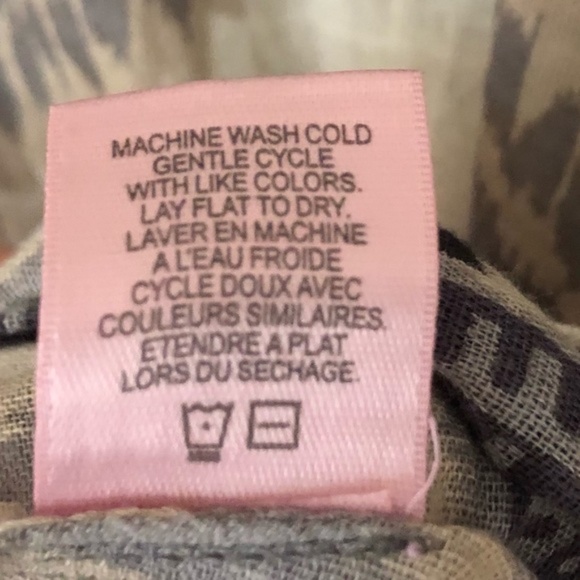 MACHINE WASH COLD
GENTLE CYCLE
WITH LIKE COLORS.
LAY FLAT TO DRY.
LAVER EN MACHINE
A L'EAU FROIDE
CYCLE DOUX AVEC
COULEURS SIMILAIRES.
ETENDRE A PLAT
LORS DU SECHAGE.